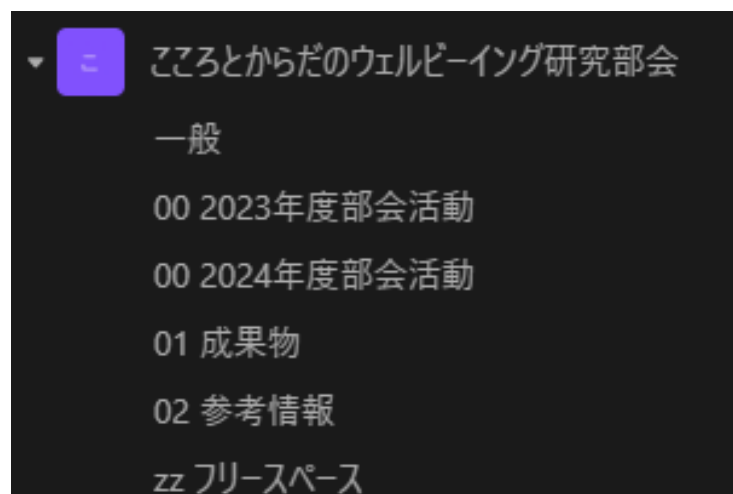 こ こころとからだのウェルビーイング研究部会
一般
00 2023年度部会活動
00 2024年度部会活動
01 成果物
02 参考情報
zz フリースペース